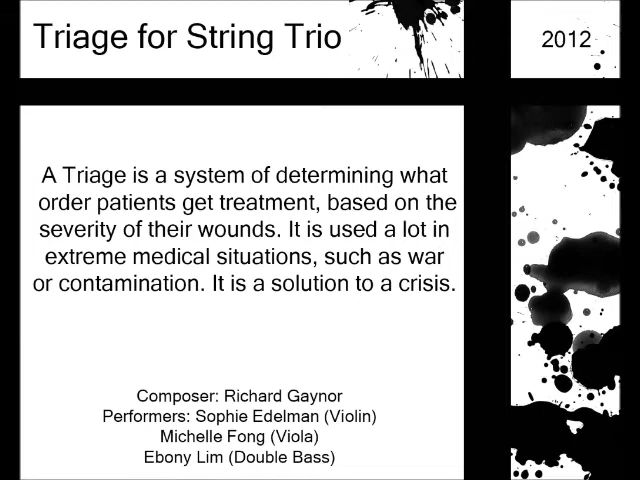 Triage for String Trio
2012
A Triage is a system of determining what
order patients get treatment, based on the
severity of their wounds. It is used a lot in
extreme medical situations, such as war
or contamination. It is a solution to a crisis.
Composer: Richard Gaynor
Performers: Sophie Edelman (Violin)
Michelle Fong (Viola)
Ebony Lim (Double Bass)